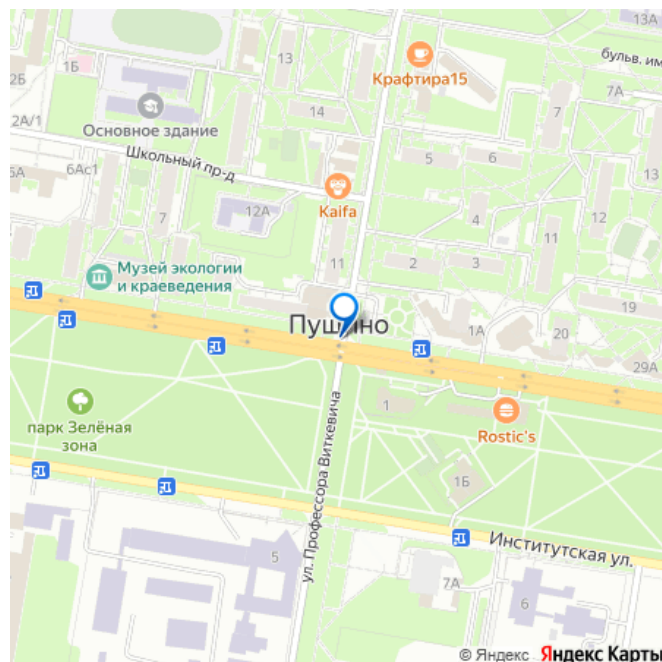 13А
1Б
2Б
13
Крафтира15
бульв. им
7А
14
7
Основное здание
2А/1
Школьный пр-д
5
6
6Ас1
6А
13
Kaifa
12А
7
4
12
11
11
2
3
Музей экологии
и краеведения
19
Пущино
1А
20
29А
1
парк Зелёная
зона
Rostic's
ул. Профессора Виткевича
1Б
Институтская ул.
5
7А
6
© Яндекс Яндекс Карты